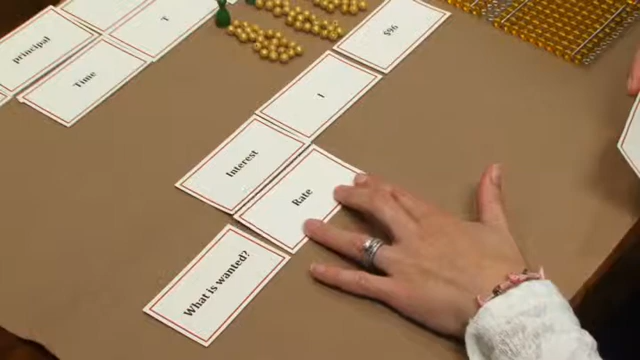 principal
T
Time
$96
I
Interest
Rate
What is wanted?